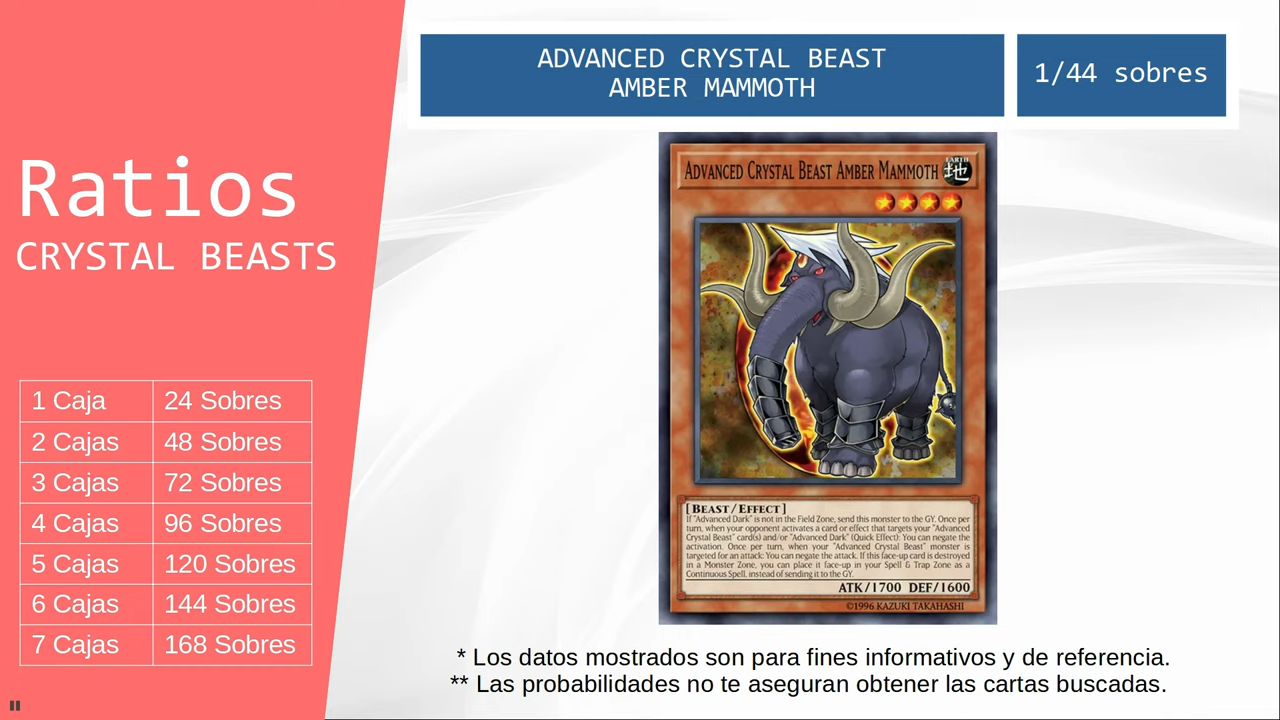 Ratios
CRYSTAL BEASTS
1 Caja 24 Sobres
2 Cajas 48 Sobres
3 Cajas 72 Sobres
4 Cajas 96 Sobres
5 Cajas 120 Sobres
6 Cajas 144 Sobres
7 Cajas 168 Sobres
ADVANCED CRYSTAL BEAST
AMBER MAMMOTH
1/44 sobres
ADVANCED CRYSTAL BEAST AMBER MAMMOTH
EARTH
地
[BEAST/EFFECT]
If "Advanced Dark" is not in the Field Zone, send this monster to the GY. Once per
turn, when your opponent activates a card or effect that targets your "Advanced
Crystal Beast" card(s) and/or "Advanced Dark" (Quick Effect): You can negate the
activation. Once per turn, when your "Advanced Crystal Beast" monster is
targeted for an attack: You can negate the attack. If this face-up card is destroyed
in a Monster Zone, you can place it face-up in your Spell & Trap Zone as a
Continuous Spell, instead of sending it to the GY.
ATK/1700 DEF/1600
©1996 KAZUKI TAKAHASHI
* Los datos mostrados son para fines informativos y de referencia.
** Las probabilidades no te aseguran obtener las cartas buscadas.